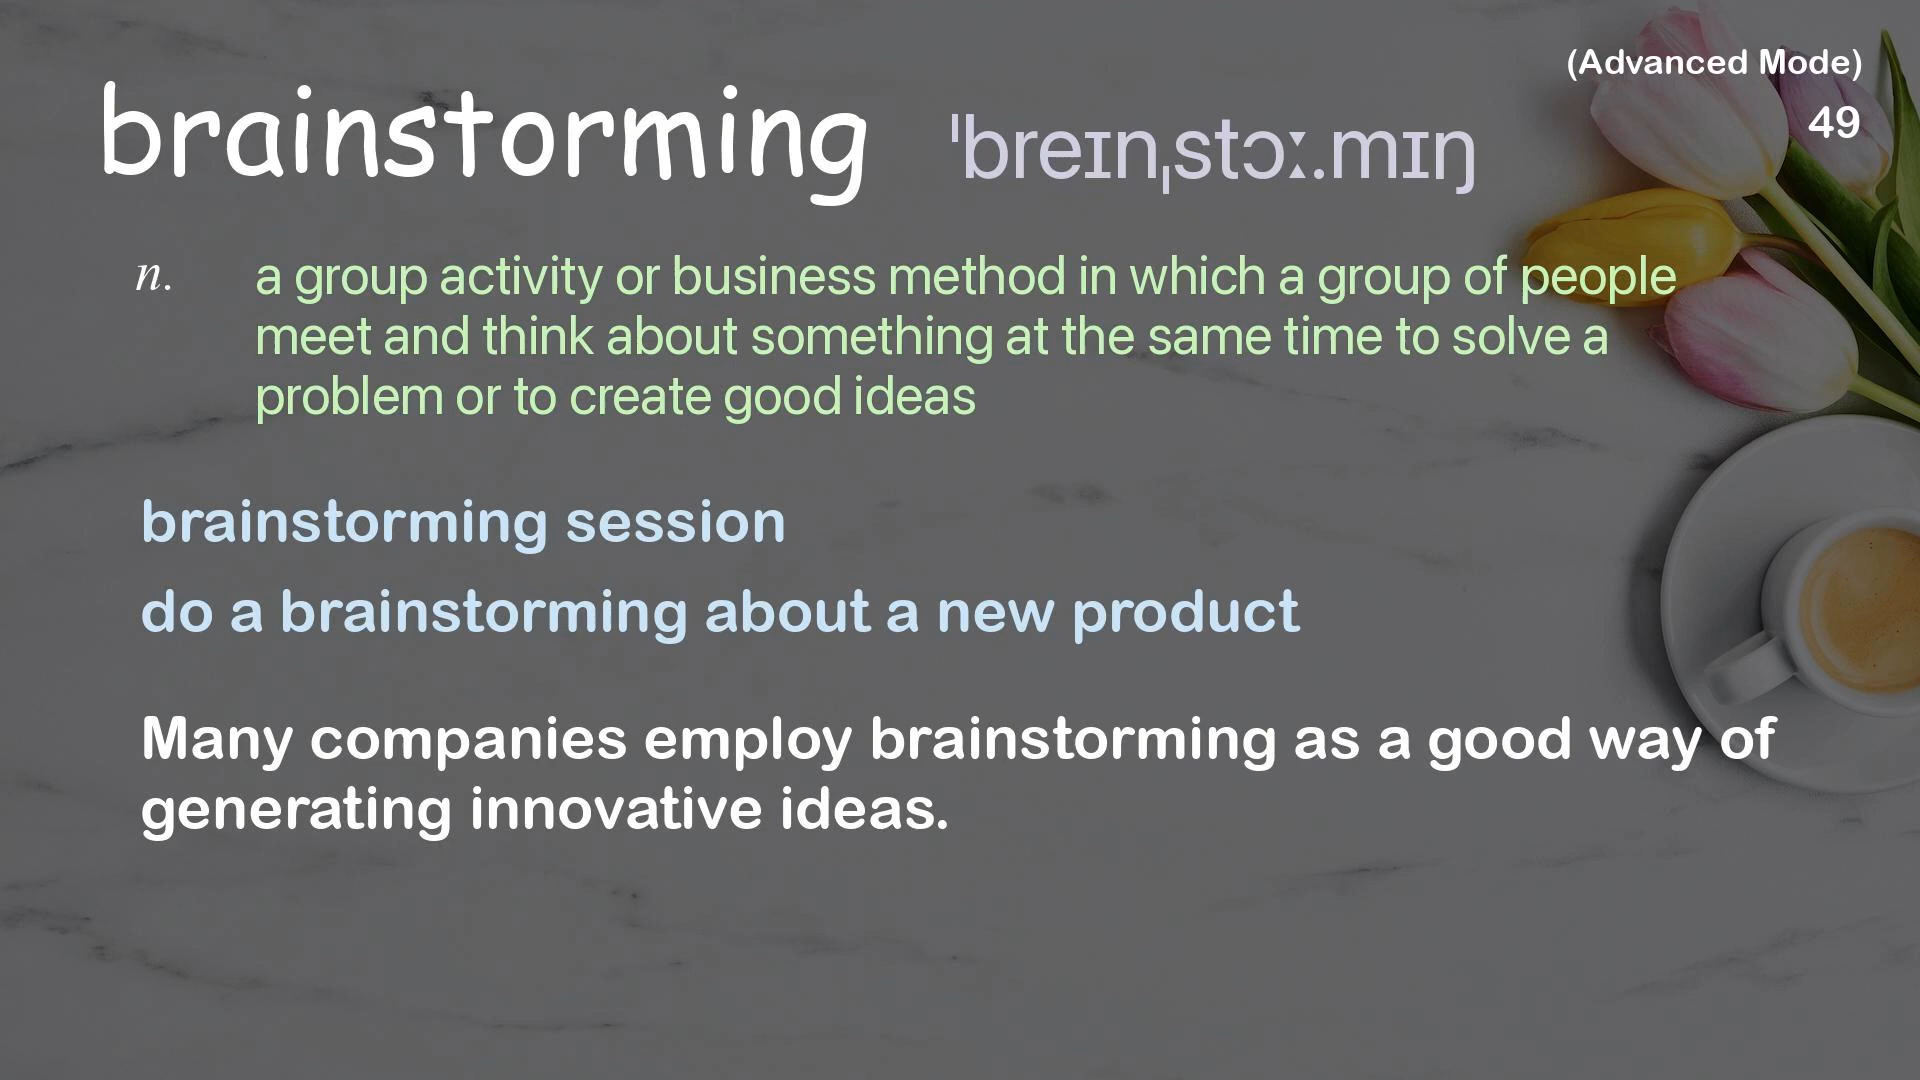 (Advanced Mode)
brainstorming ˈbreɪnˌstɔː.mɪŋ
49
n. a group activity or business method in which a group of people
meet and think about something at the same time to solve a
problem or to create good ideas
brainstorming session
do a brainstorming about a new product
Many companies employ brainstorming as a good way of
generating innovative ideas.